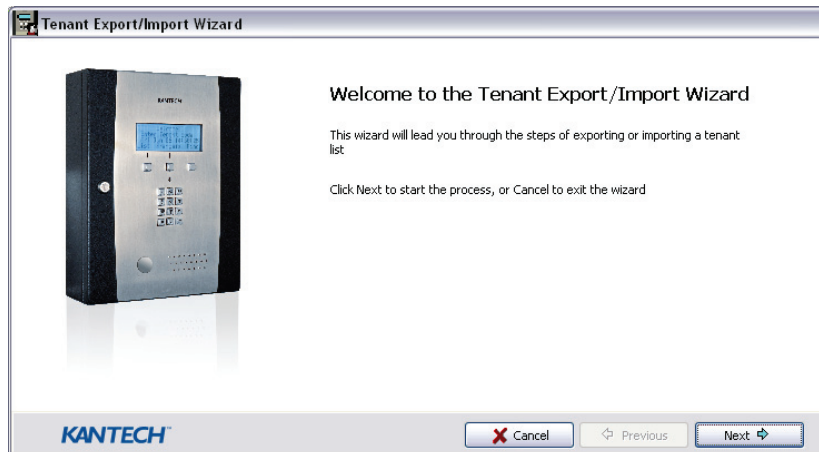 Tenant Export/Import Wizard
KANTECH
Welcome to the Tenant Export/Import Wizard
This wizard will lead you through the steps of exporting or importing a tenant
list
Click Next to start the process, or Cancel to exit the wizard
KANTECH™
Cancel
Previous
Next